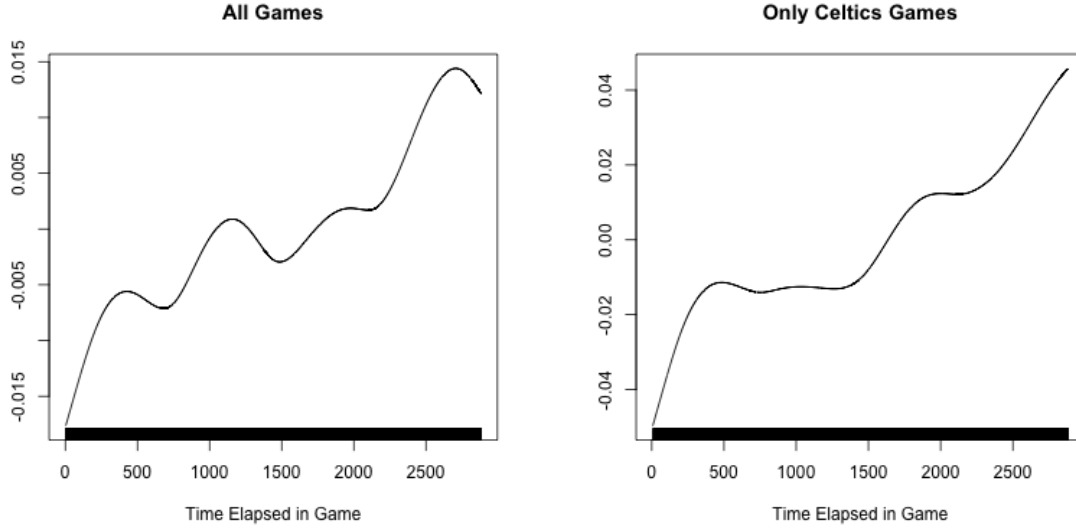 All Games
0.015
0.005
-0.005
-0.015
0 500 1000 1500 2000 2500
Time Elapsed in Game
Only Celtics Games
0.04
0.02
0.00
-0.02
-0.04
0 500 1000 1500 2000 2500
Time Elapsed in Game